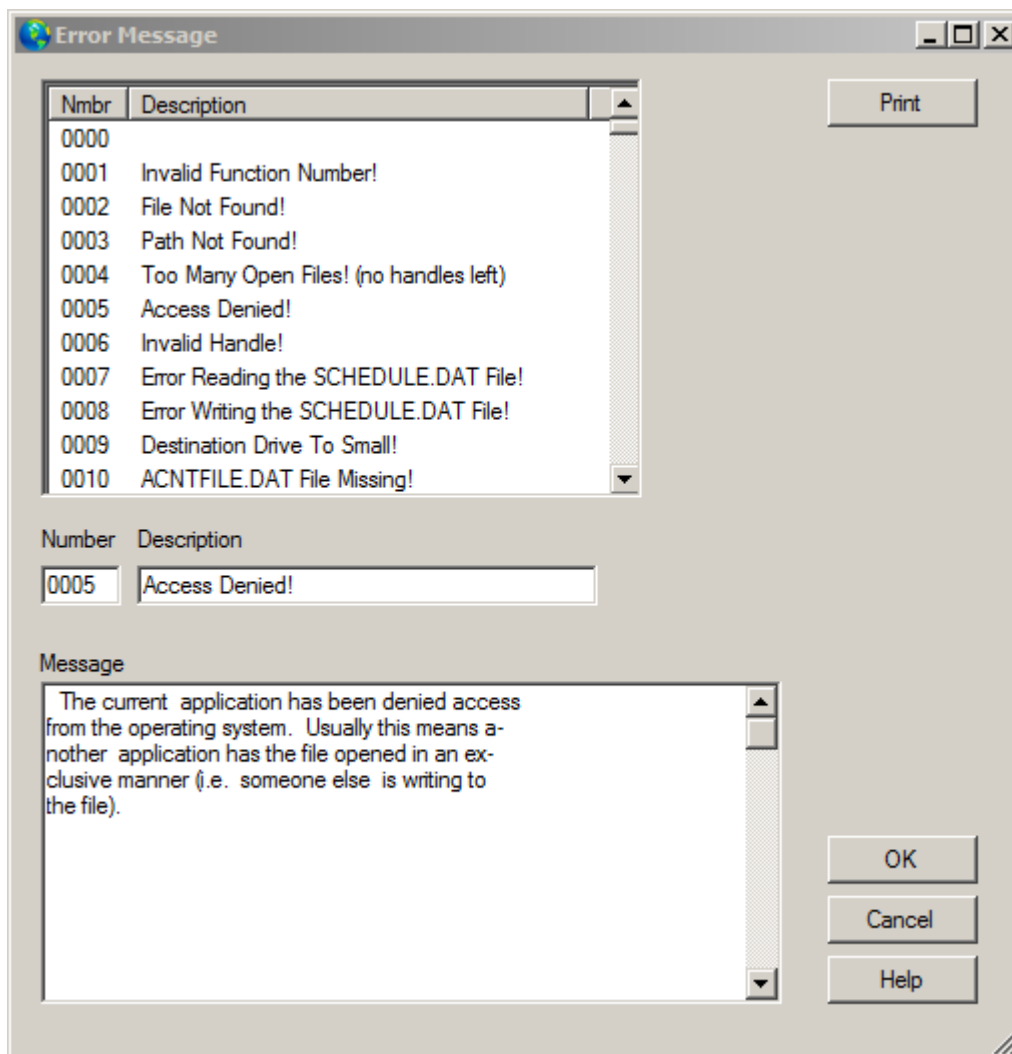 Error Message
Print
Nmbr Description
0000
0001 Invalid Function Number!
0002 File Not Found!
0003 Path Not Found!
0004 Too Many Open Files! (no handles left)
0005 Access Denied!
0006 Invalid Handle!
0007 Error Reading the SCHEDULE.DAT File!
0008 Error Writing the SCHEDULE.DAT File!
0009 Destination Drive To Small!
0010 ACNTFILE.DAT File Missing!
Number Description
0005 Access Denied!
Message
The current  application has been denied access
from the operating system.  Usually this means a-
nother  application has the file opened in an ex-
clusive manner (i.e.  someone else  is writing to
the file).
OK
Cancel
Help